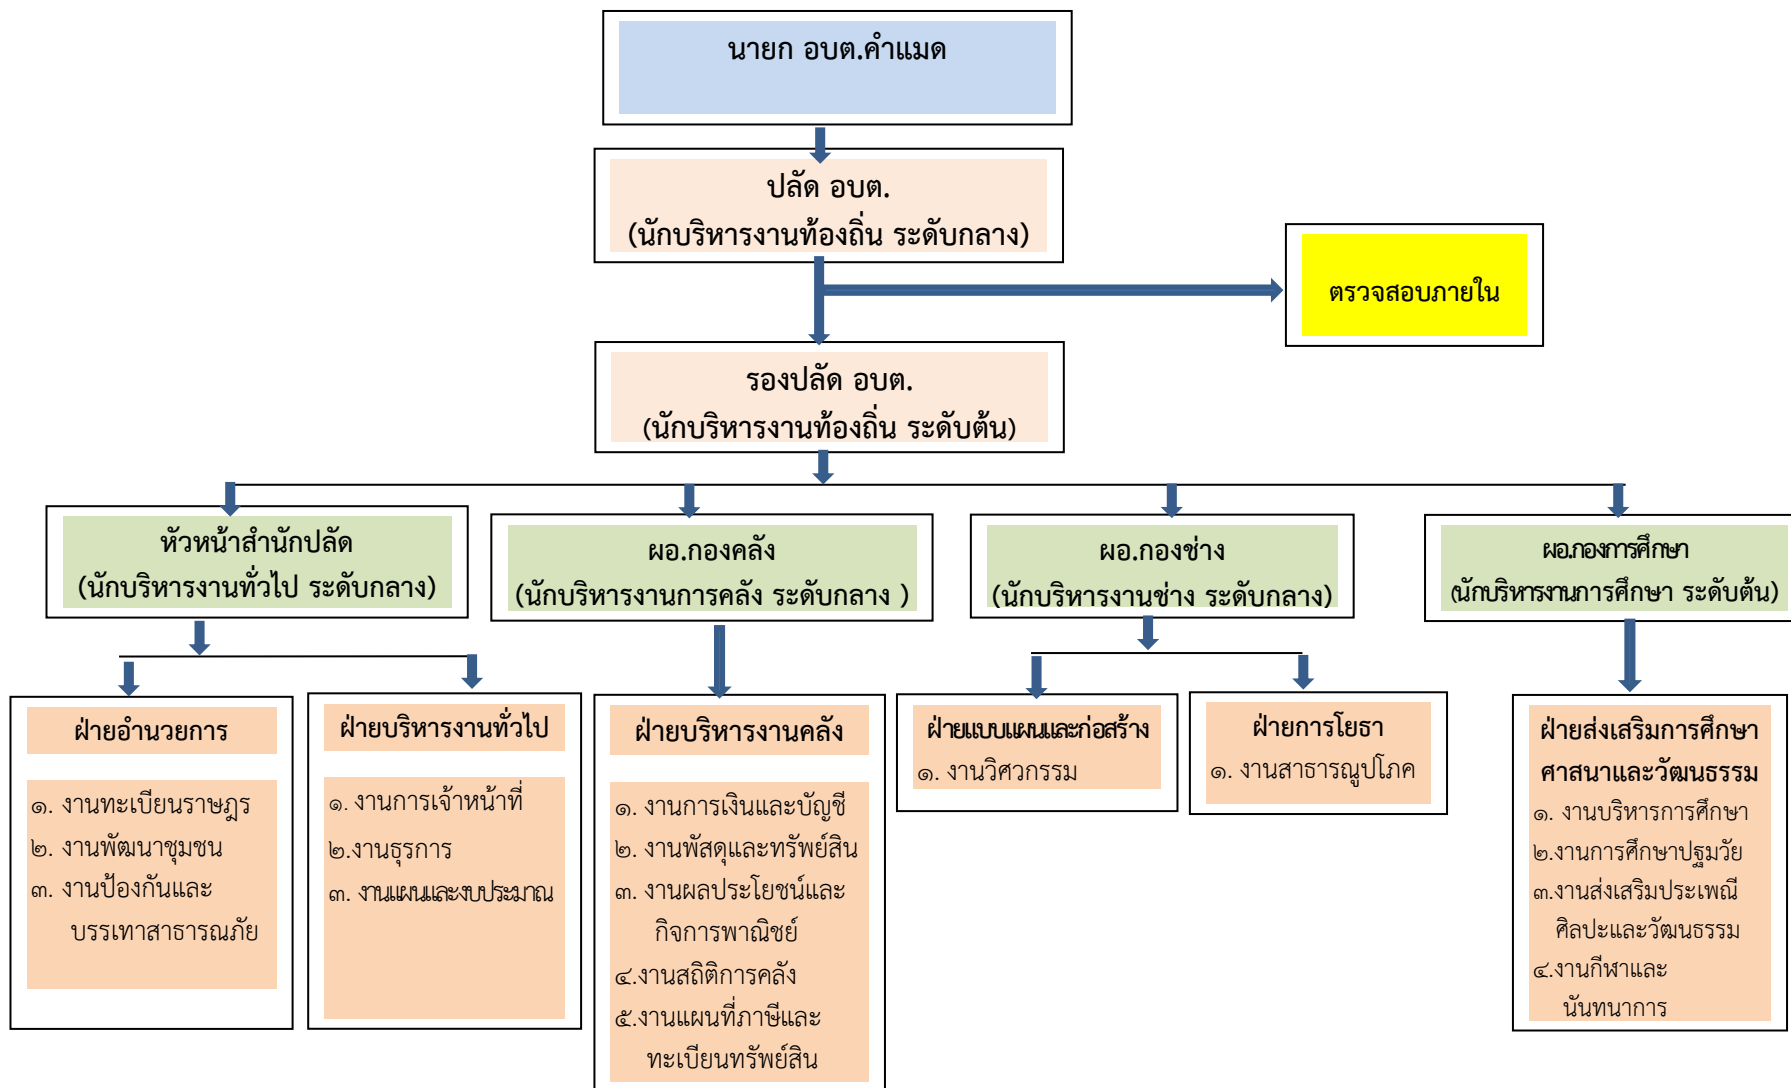 นายก อบต.คำแมด
ปลัด อบต.
(นักบริหารงานท้องถิ่น ระดับกลาง)
ตรวจสอบภายใน
รองปลัด อบต.
(นักบริหารงานท้องถิ่น ระดับต้น)
หัวหน้าสำนักปลัด
(นักบริหารงานทั่วไป ระดับกลาง)
ผอ.กองคลัง
(นักบริหารงานการคลัง ระดับกลาง )
ผอ.กองช่าง
(นักบริหารงานช่าง ระดับกลาง)
ผอ.กองการศึกษา
(นักบริหารงานการศึกษา ระดับต้น)
ฝ่ายอำนวยการ
๑. งานทะเบียนราษฎร
๒. งานพัฒนาชุมชน
๓. งานป้องกันและ
บรรเทาสาธารณภัย
ฝ่ายบริหารงานทั่วไป
๑. งานการเจ้าหน้าที่
๒.งานธุรการ
๓. งานแผนและงบประมาณ
ฝ่ายบริหารงานคลัง
๑. งานการเงินและบัญชี
๒. งานพัสดุและทรัพย์สิน
๓. งานผลประโยชน์และ
กิจการพาณิชย์
๔.งานสถิติการคลัง
๕.งานแผนที่ภาษีและ
ทะเบียนทรัพย์สิน
ฝ่ายแบบแผนและก่อสร้าง
๑. งานวิศวกรรม
ฝ่ายการโยธา
๑. งานสาธารณูปโภค
ฝ่ายส่งเสริมการศึกษา
ศาสนาและวัฒนธรรม
๑. งานบริหารการศึกษา
๒.งานการศึกษาปฐมวัย
๓.งานส่งเสริมประเพณี
ศิลปะและวัฒนธรรม
๔.งานกีฬาและ
นันทนาการ